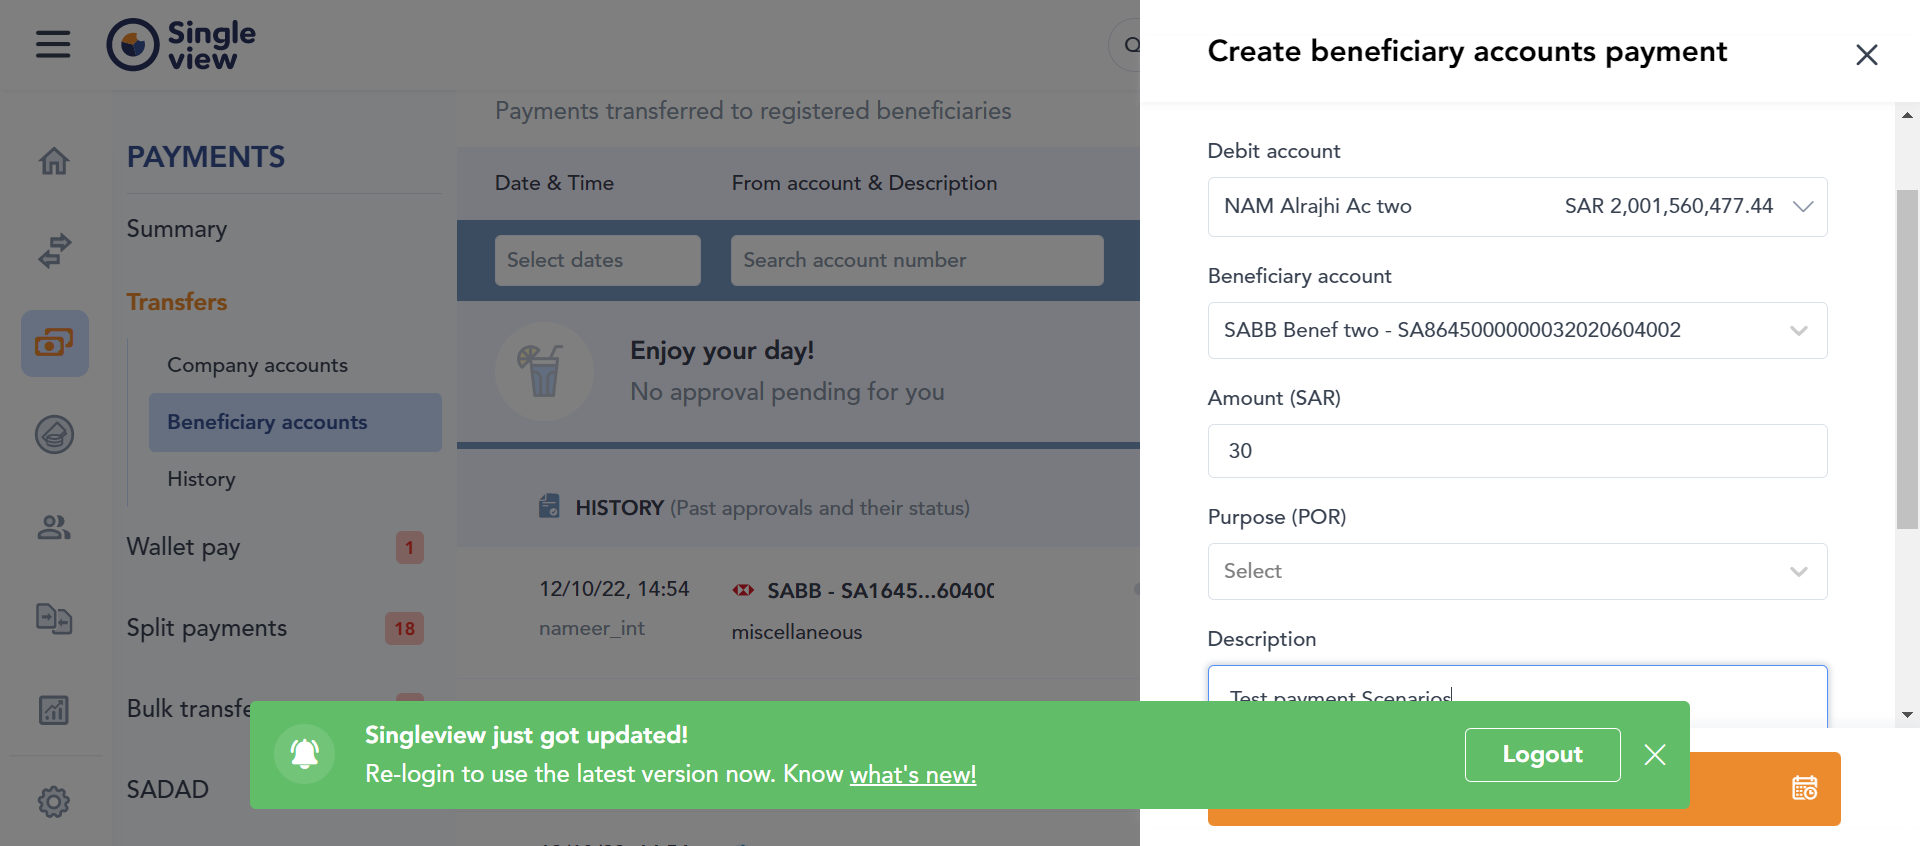 Single
view
PAYMENTS
Summary
Transfers
Company accounts
Beneficiary accounts
History
Wallet pay 1
Split payments 18
Bulk transfe
SADAD
Payments transferred to registered beneficiaries
Date & Time From account & Description
Select dates Search account number
Enjoy your day!
No approval pending for you
HISTORY (Past approvals and their status)
12/10/22, 14:54 SABB - SA1645...60400
nameer_int miscellaneous
Create beneficiary accounts payment
Debit account
NAM Alrajhi Ac two SAR 2,001,560,477.44
Beneficiary account
SABB Benef two - SA8645000000032020604002
Amount (SAR)
30
Purpose (POR)
Select
Description
Test payment Scenarios
Singleview just got updated!
Re-login to use the latest version now. Know what's new!
Logout